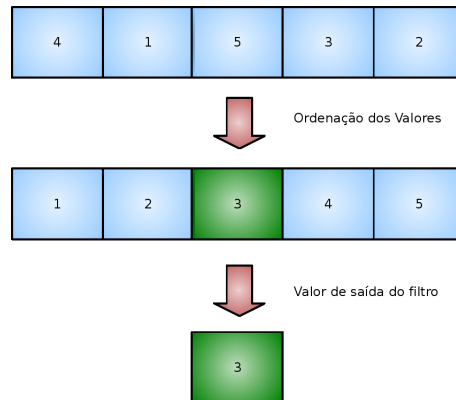 4 1 5 3 2
Ordenação dos Valores
1 2 3 4 5
Valor de saída do filtro
3